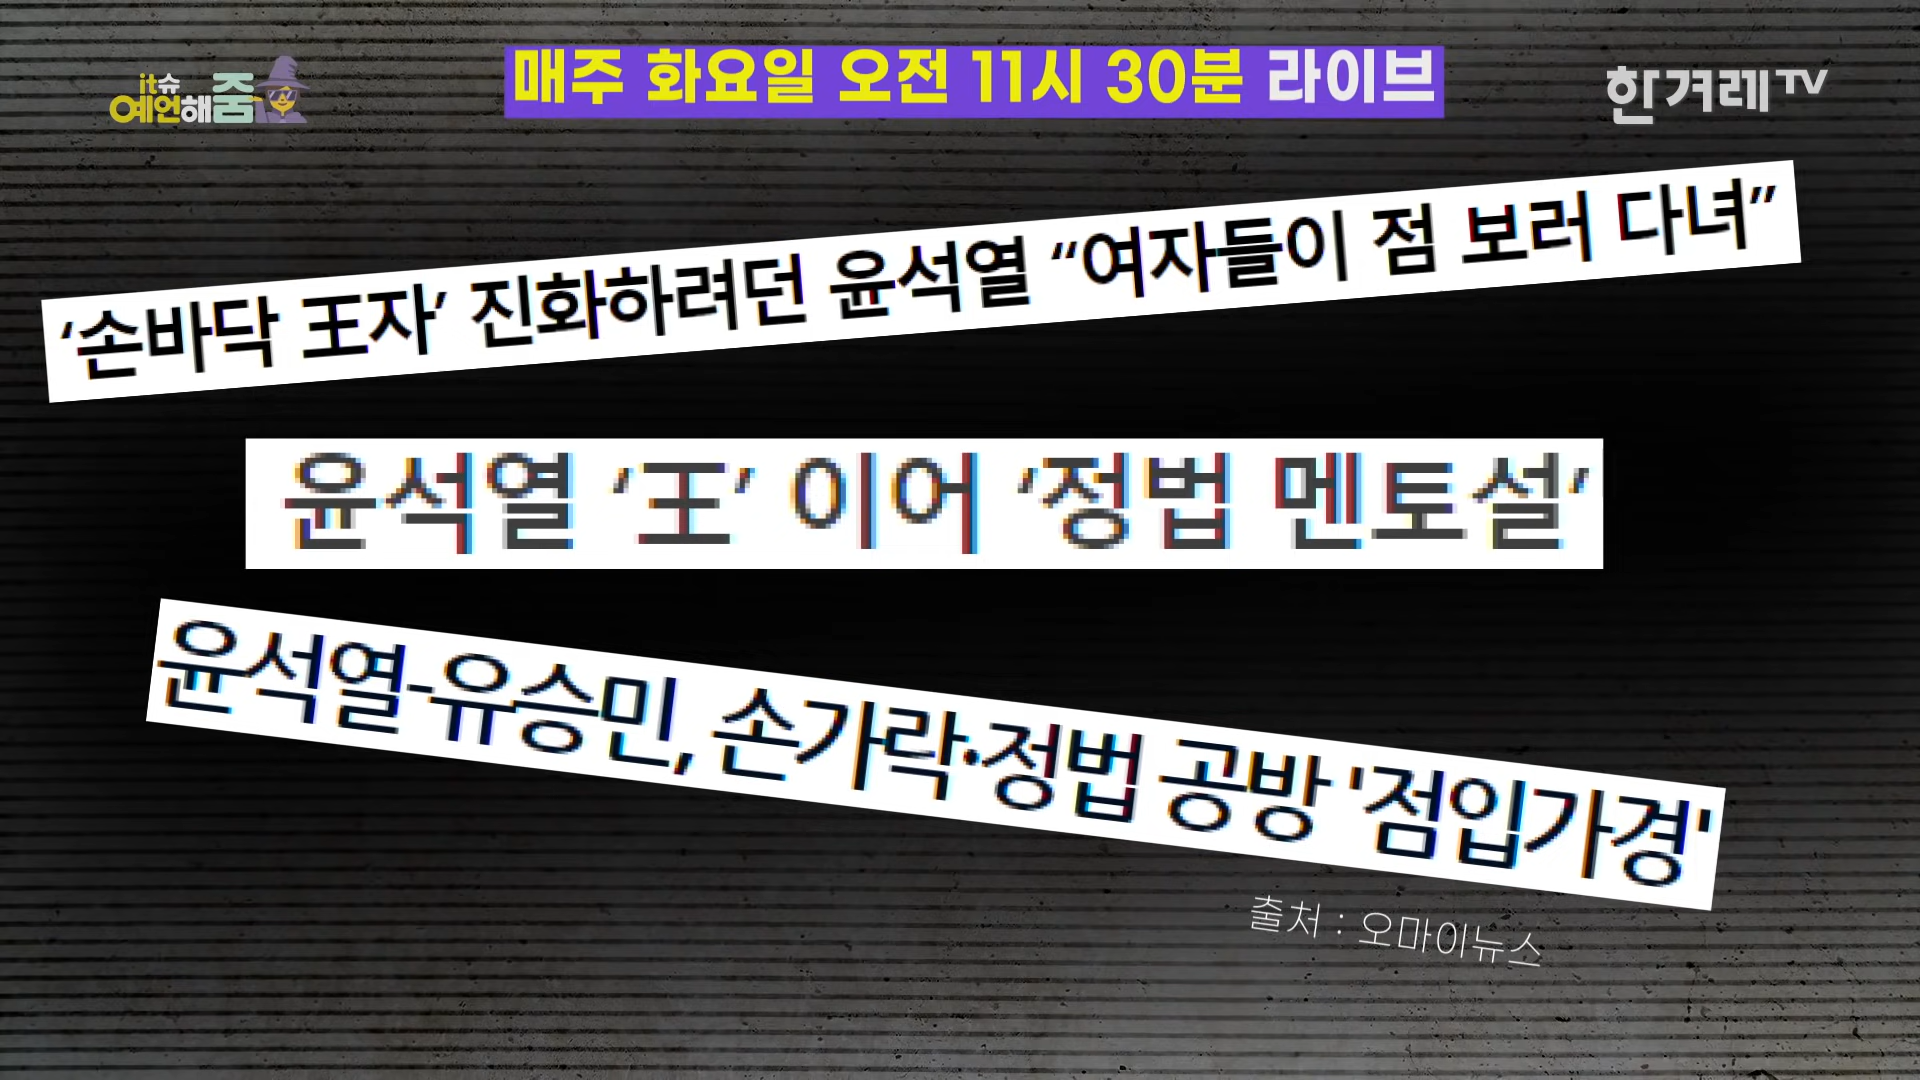 it슈
예언해줌
매주 화요일 오전 11시 30분 라이브
한겨레TV
‘손바닥 王자’ 진화하려던 윤석열 “여자들이 점 보러 다녀”
윤석열 ‘王’ 이어 ‘정법 멘토설’
윤석열-유승민, 손가락·정법 공방 '점입가경'
출처 : 오마이뉴스